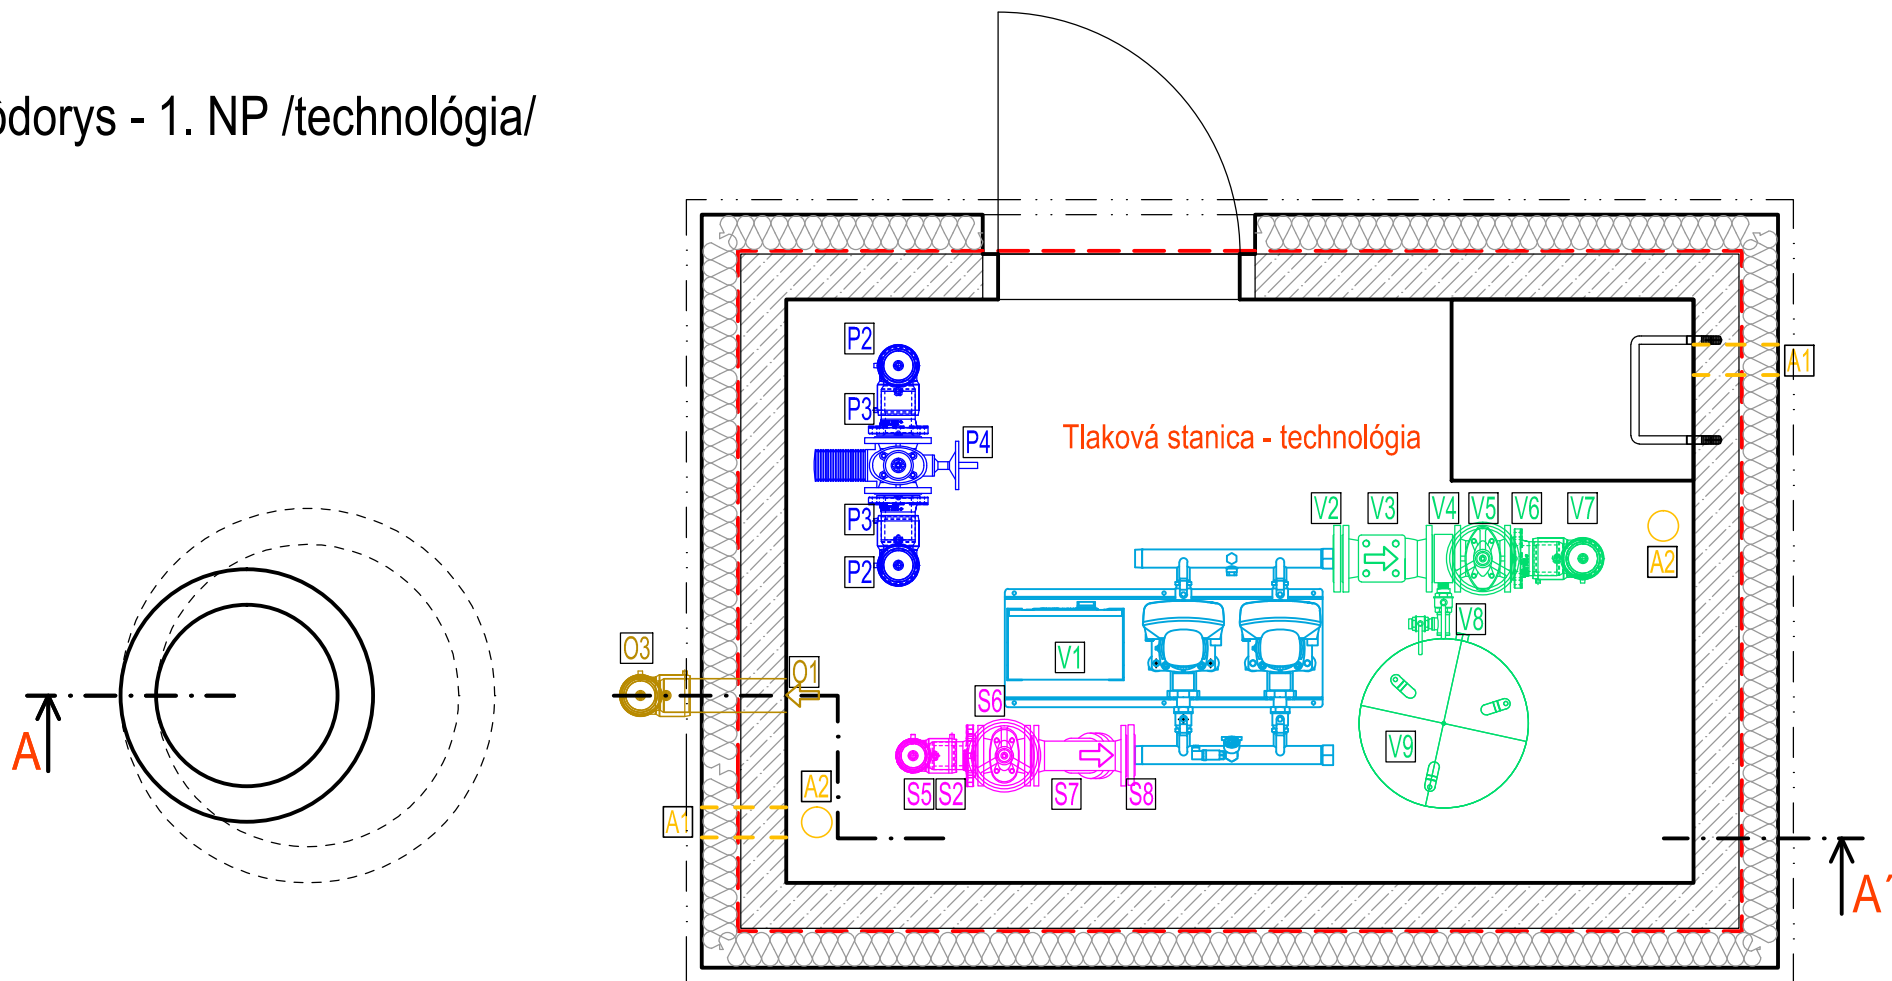 ôdorys - 1. NP /technológia/
P2
P3
P4
P3
P2
Tlaková stanica - technológia
A1
V2
V3
V4
V5
V6
V7
A2
V8
V1
V9
O3
O1
S6
S5
S2
S7
S8
A2
A1
A
A´